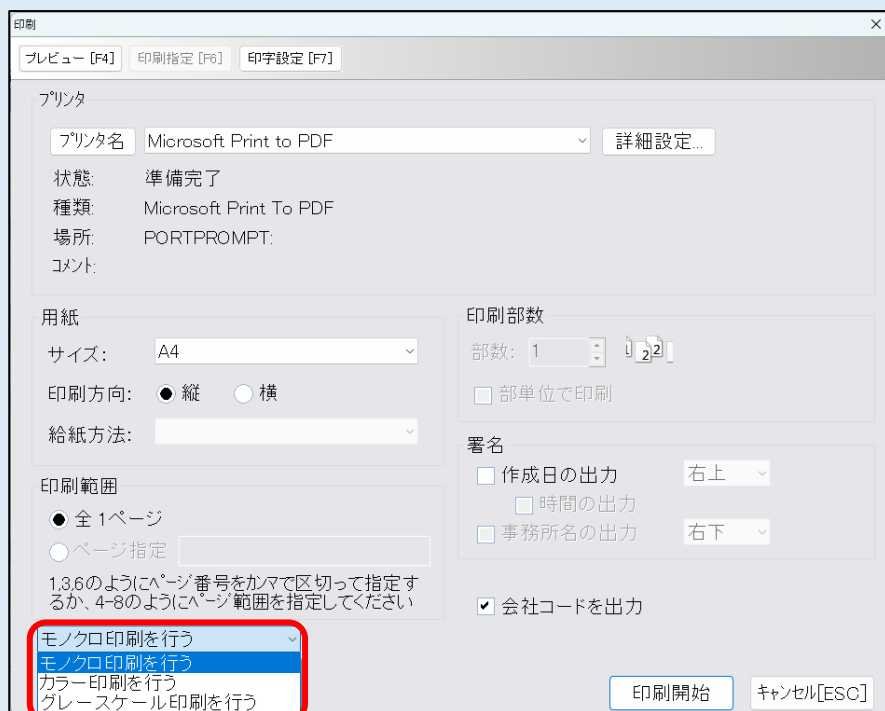 印刷
プレビュー [F4] 印刷指定 [F6] 印字設定 [F7]
プリンタ
プリンタ名 Microsoft Print to PDF 詳細設定...
状態: 準備完了
種類: Microsoft Print To PDF
場所: PORTPROMPT:
コメント:
用紙
サイズ: A4
印刷方向: 縦 横
給紙方法:
印刷部数
部数: 1 1 2 2
部単位で印刷
署名
作成日の出力 右上
時間の出力
事務所名の出力 右下
印刷範囲
全 1ページ
ページ指定
1,3,6のようにページ番号をカンマで区切って指定す
るか、4-8のようにページ範囲を指定してください
会社コードを出力
モノクロ印刷を行う
モノクロ印刷を行う
カラー印刷を行う
グレースケール印刷を行う
印刷開始 キャンセル[ESC]